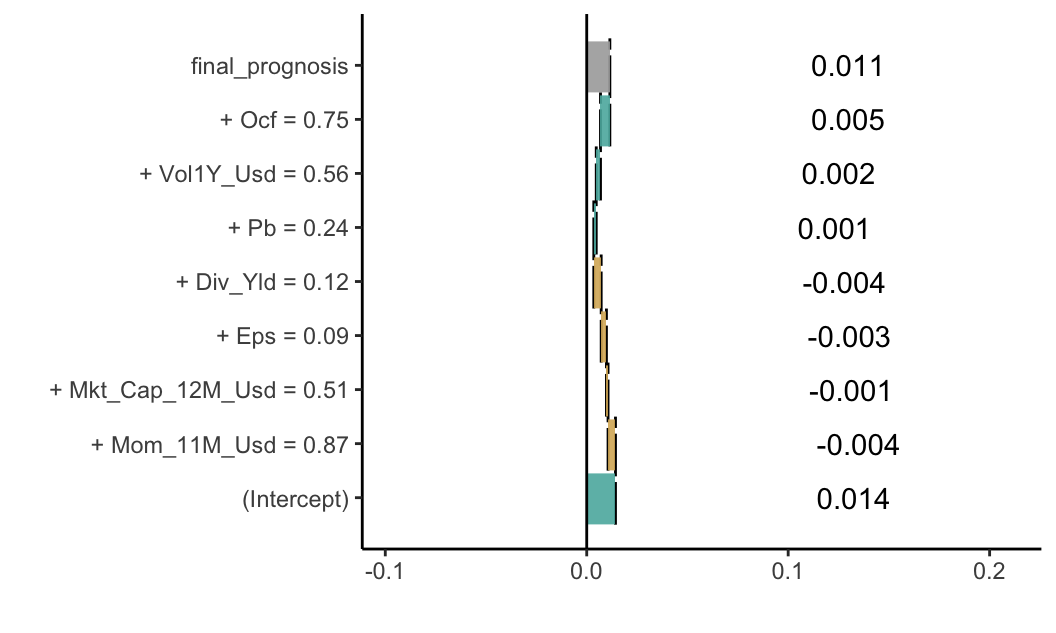 final_prognosis 0.011
+ Ocf = 0.75 0.005
+ Vol1Y_Usd = 0.56 0.002
+ Pb = 0.24 0.001
+ Div_Yld = 0.12 -0.004
+ Eps = 0.09 -0.003
+ Mkt_Cap_12M_Usd = 0.51 -0.001
+ Mom_11M_Usd = 0.87 -0.004
(Intercept) 0.014
-0.1 0.0 0.1 0.2